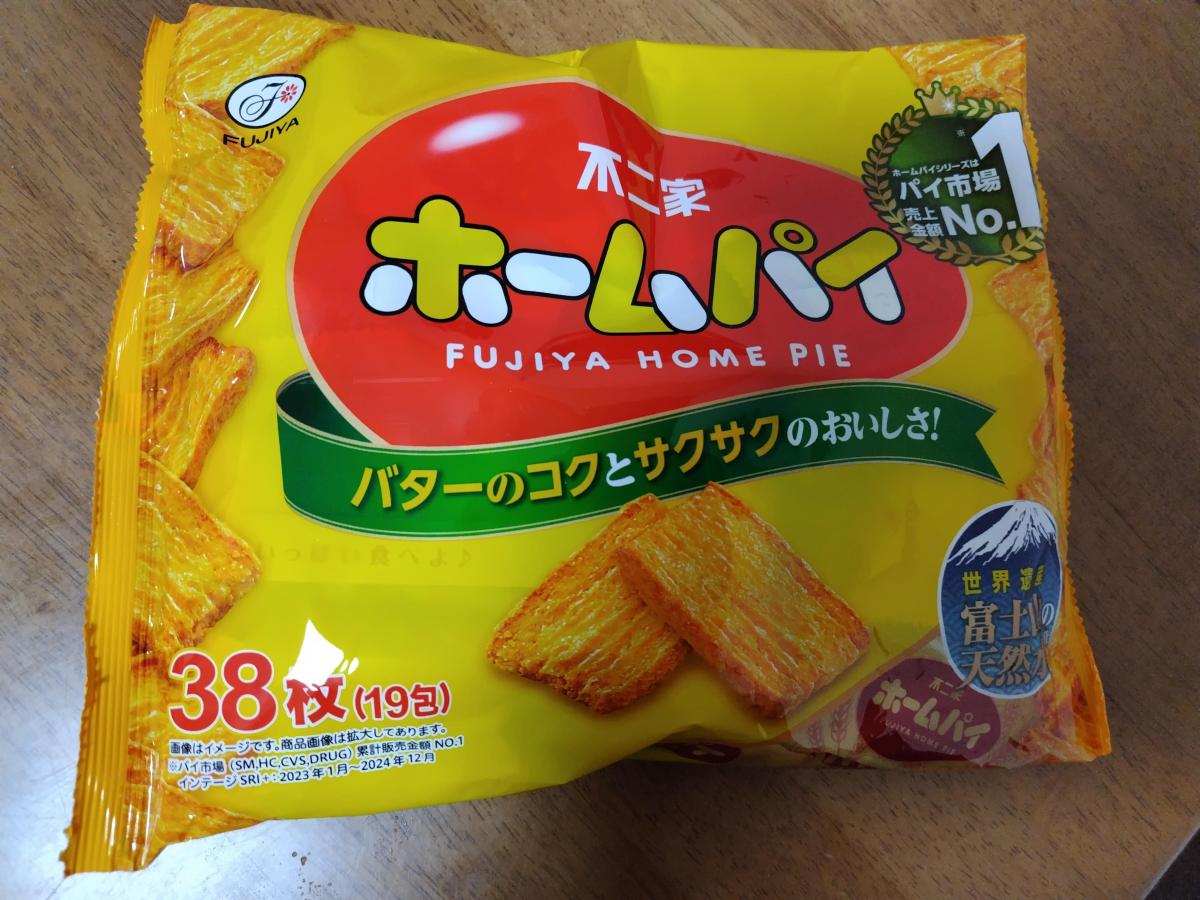 FUJIYA
不二家
ホームパイ
FUJIYA HOME PIE
バターのコクとサクサクのおいしさ!
※
ホームパイシリーズは
パイ市場
売上
金額
No.1
世界遺産
富士山の
天然水
不二家
ホームパイ
FUJIYA HOME PIE
38枚(19包)
画像はイメージです。商品画像は拡大してあります。
※パイ市場(SM,HC,CVS,DRUG)累計販売金額 NO.1
インテージSRI+:2023年1月〜2024年12月